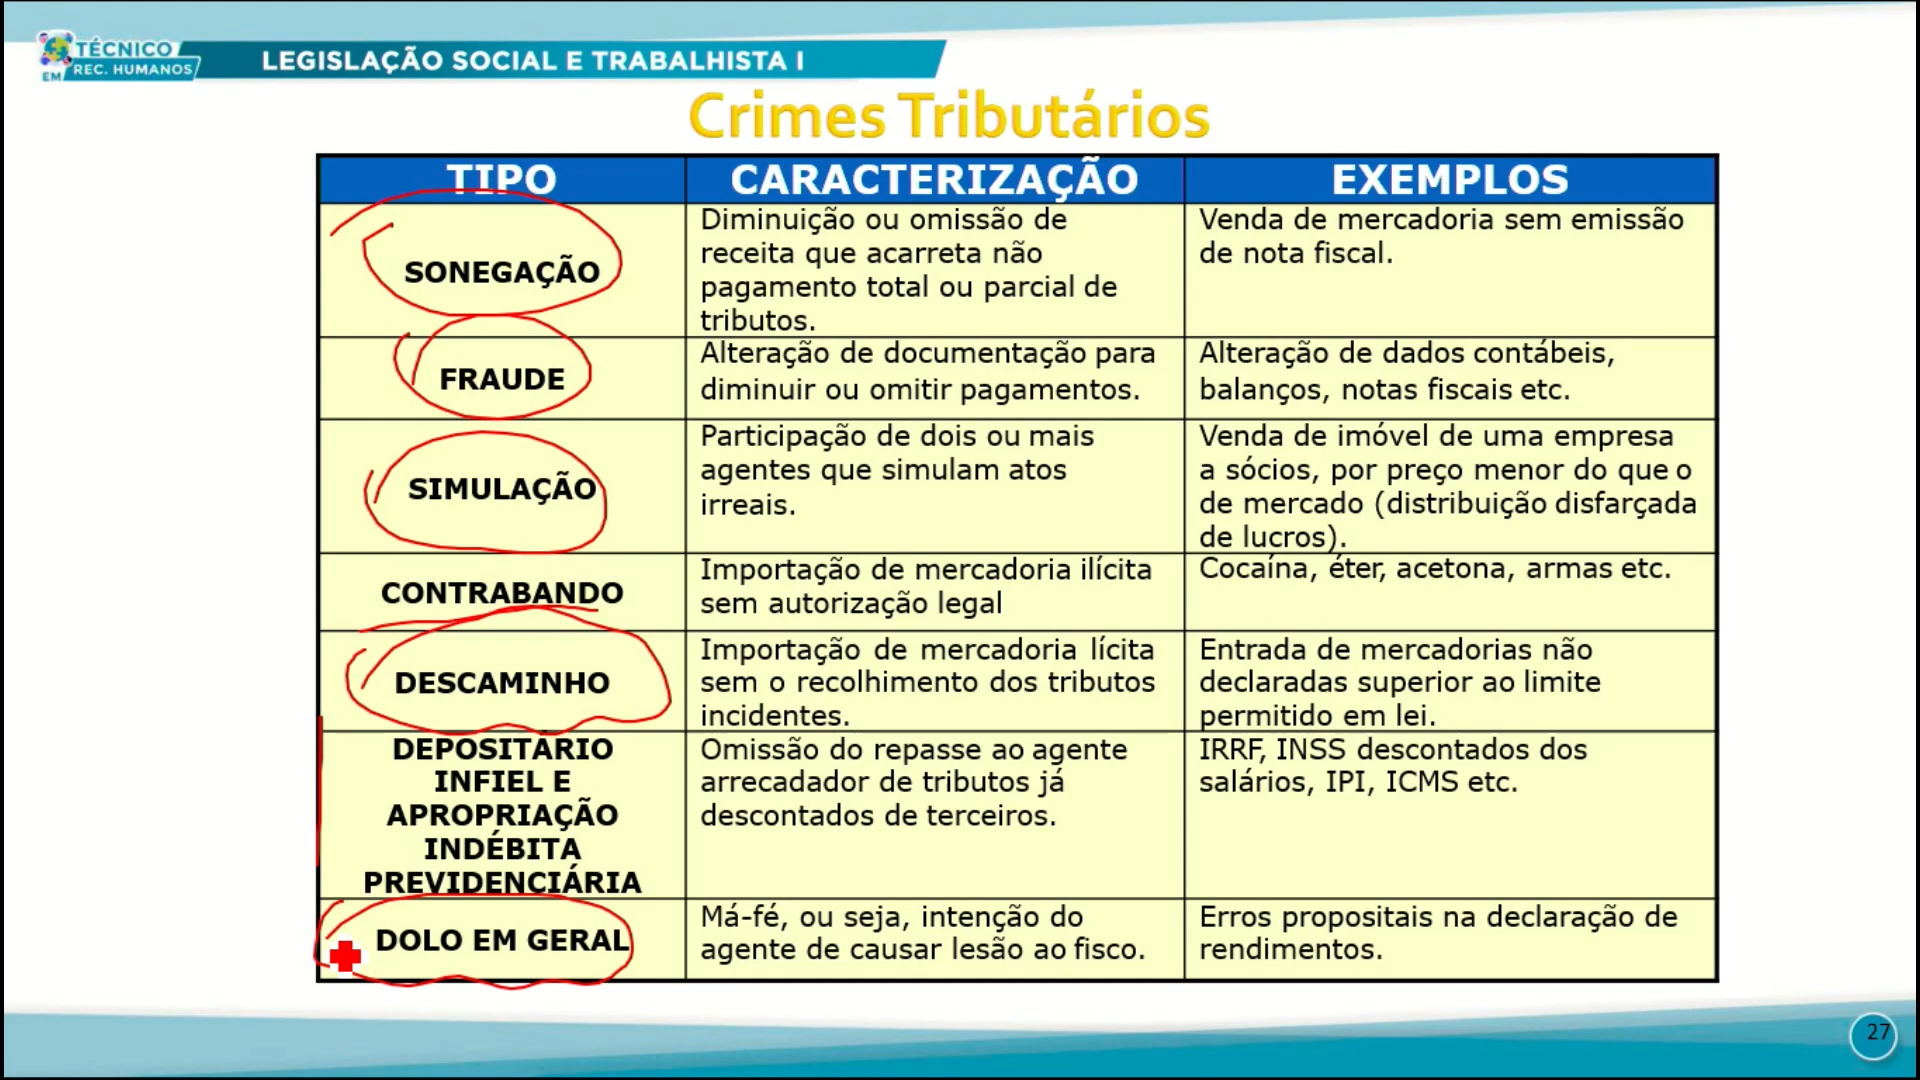 TÉCNICO
EM REC. HUMANOS
LEGISLAÇÃO SOCIAL E TRABALHISTA I
Crimes Tributários
TIPO CARACTERIZAÇÃO EXEMPLOS
SONEGAÇÃO
Diminuição ou omissão de
receita que acarreta não
pagamento total ou parcial de
tributos.
Venda de mercadoria sem emissão
de nota fiscal.
FRAUDE
Alteração de documentação para
diminuir ou omitir pagamentos.
Alteração de dados contábeis,
balanços, notas fiscais etc.
SIMULAÇÃO
Participação de dois ou mais
agentes que simulam atos
irreais.
Venda de imóvel de uma empresa
a sócios, por preço menor do que o
de mercado (distribuição disfarçada
de lucros).
CONTRABANDO
Importação de mercadoria ilícita
sem autorização legal
Cocaína, éter, acetona, armas etc.
DESCAMINHO
Importação de mercadoria lícita
sem o recolhimento dos tributos
incidentes.
Entrada de mercadorias não
declaradas superior ao limite
permitido em lei.
DEPOSITÁRIO
INFIEL E
APROPRIAÇÃO
INDÉBITA
PREVIDENCIÁRIA
Omissão do repasse ao agente
arrecadador de tributos já
descontados de terceiros.
IRRF, INSS descontados dos
salários, IPI, ICMS etc.
DOLO EM GERAL
Má-fé, ou seja, intenção do
agente de causar lesão ao fisco.
Erros propositais na declaração de
rendimentos.
27